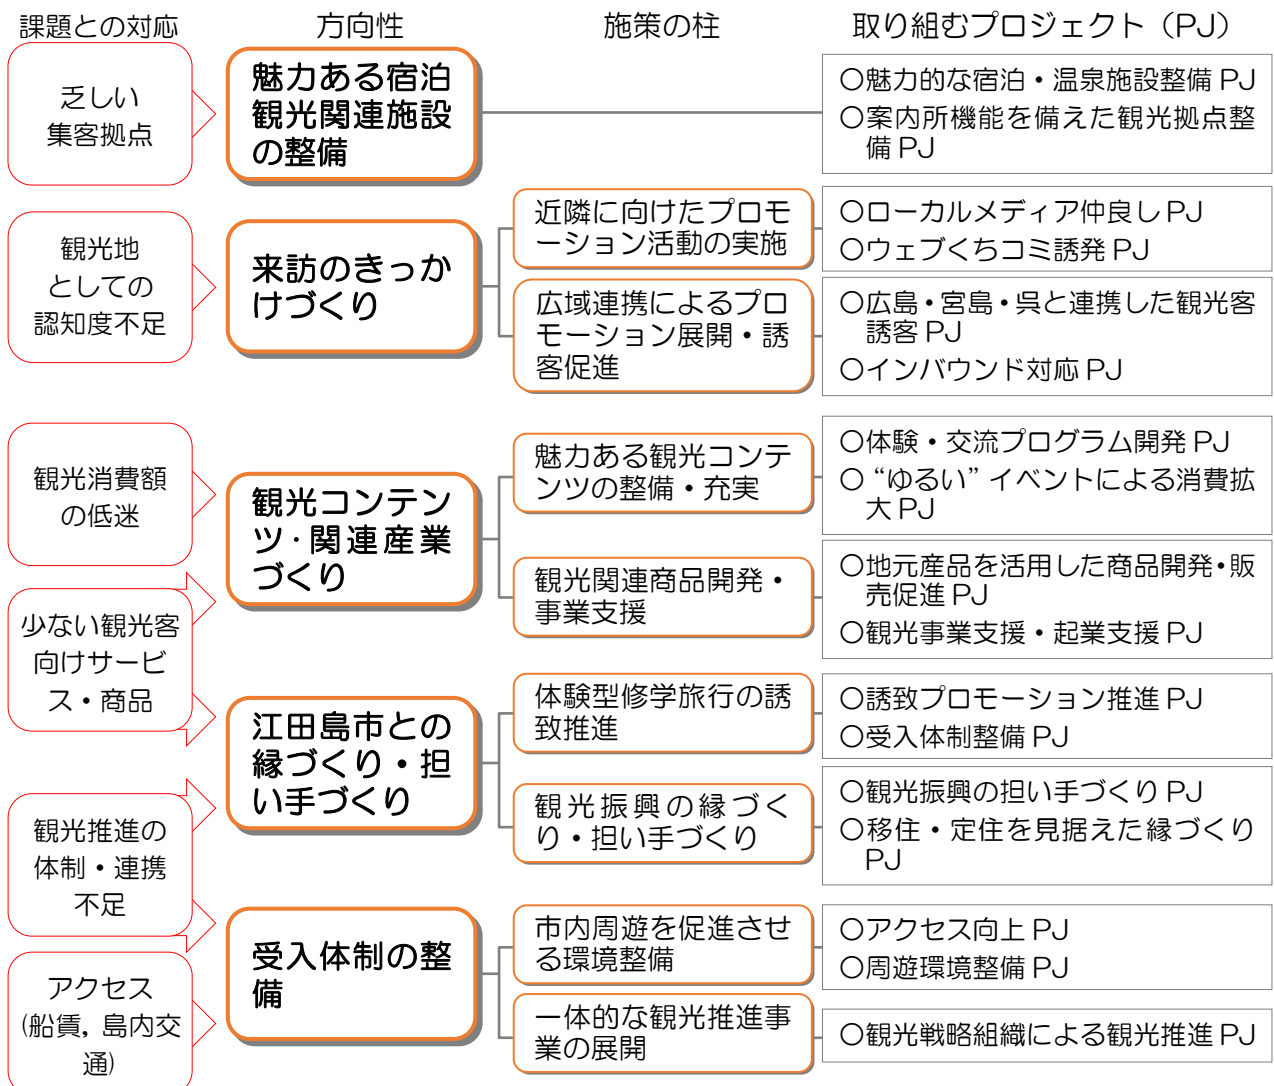 課題との対応
方向性
施策の柱
取り組むプロジェクト（PJ）
乏しい
集客拠点
魅力ある宿泊
観光関連施設
の整備
〇魅力的な宿泊・温泉施設整備 PJ
〇案内所機能を備えた観光拠点整
備 PJ
観光地
としての
認知度不足
来訪のきっか
けづくり
近隣に向けたプロモ
ーション活動の実施
〇ローカルメディア仲良し PJ
〇ウェブくちコミ誘発 PJ
広域連携によるプロ
モーション展開・誘
客促進
〇広島・宮島・呉と連携した観光客
誘客 PJ
〇インバウンド対応 PJ
観光消費額
の低迷
少ない観光客
向けサービ
ス・商品
観光コンテン
ツ・関連産業
づくり
魅力ある観光コンテ
ンツの整備・充実
〇体験・交流プログラム開発 PJ
〇 “ゆるい” イベントによる消費拡
大 PJ
観光関連商品開発・
事業支援
〇地元産品を活用した商品開発・販
売促進 PJ
〇観光事業支援・起業支援 PJ
江田島市との
縁づくり・担
い手づくり
体験型修学旅行の誘
致推進
〇誘致プロモーション推進 PJ
〇受入体制整備 PJ
観光振興の縁づく
り・担い手づくり
〇観光振興の担い手づくり PJ
〇移住・定住を見据えた縁づくり
PJ
観光推進の
体制・連携
不足
アクセス
(船賃，島内交
通)
受入体制の整
備
市内周遊を促進させ
る環境整備
〇アクセス向上 PJ
〇周遊環境整備 PJ
一体的な観光推進事
業の展開
〇観光戦略組織による観光推進 PJ